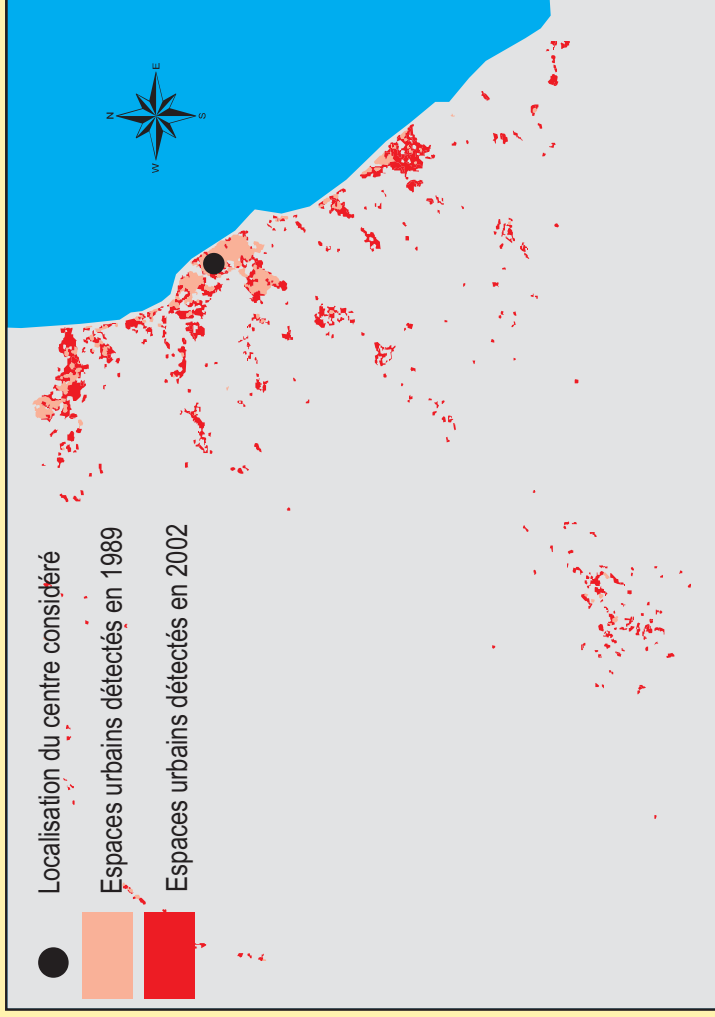 Localisation du centre considéré
Espaces urbains détectés en 1989
Espaces urbains détectés en 2002
N
W
E
S